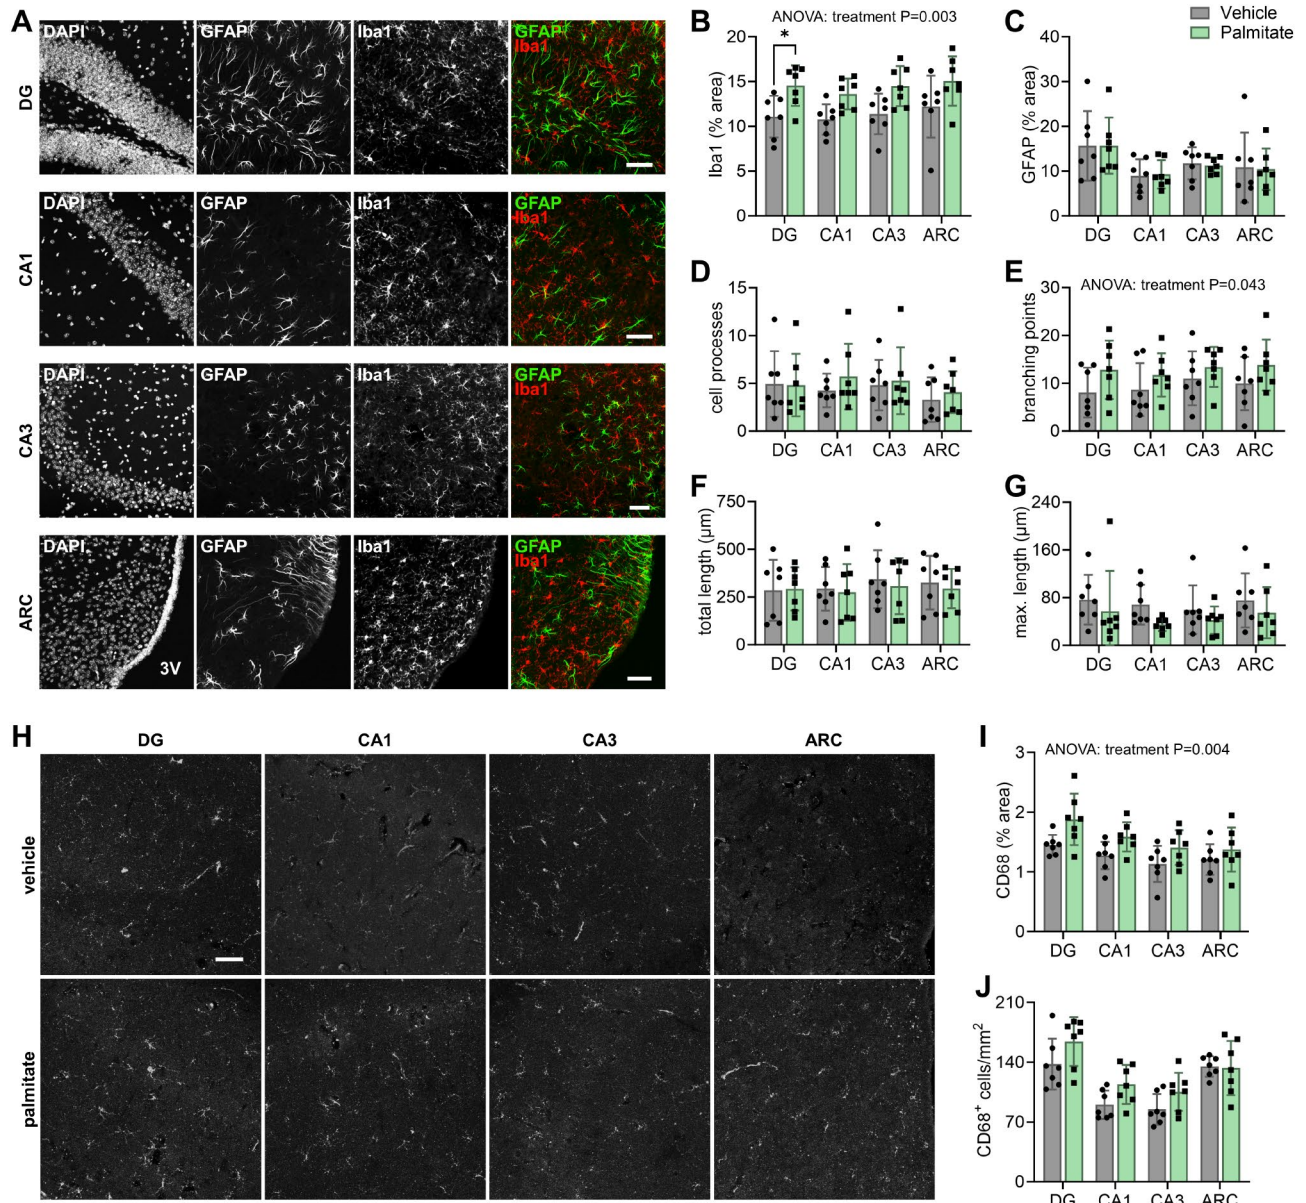 A
DAPI GFAP Iba1 GFAP
Iba1
DG
DAPI GFAP Iba1 GFAP
Iba1
CA1
DAPI GFAP Iba1 GFAP
Iba1
CA3
DAPI GFAP Iba1 GFAP
Iba1
ARC
3V
B
ANOVA: treatment P=0.003
*
Iba1 (% area)
20
15
10
5
0
DG CA1 CA3 ARC
C
Vehicle
Palmitate
GFAP (% area)
40
30
20
10
0
DG CA1 CA3 ARC
D
cell processes
15
10
5
0
DG CA1 CA3 ARC
E
ANOVA: treatment P=0.043
branching points
30
20
10
0
DG CA1 CA3 ARC
F
total length (µm)
750
500
250
0
DG CA1 CA3 ARC
G
max. length (µm)
240
160
80
0
DG CA1 CA3 ARC
H
DG CA1 CA3 ARC
vehicle
palmitate
I
ANOVA: treatment P=0.004
CD68 (% area)
3
2
1
0
DG CA1 CA3 ARC
J
CD68⁺ cells/mm²
210
140
70
0
DG CA1 CA3 ARC